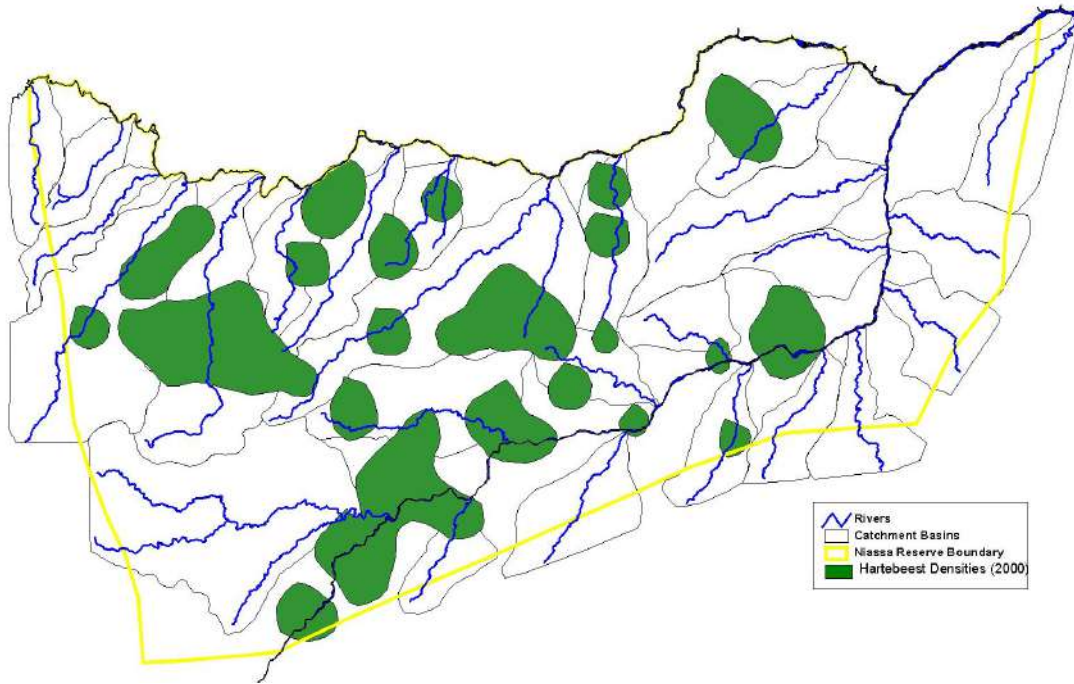 Rivers
Catchment Basins
Niassa Reserve Boundary
Hartebeest Densities (2000)